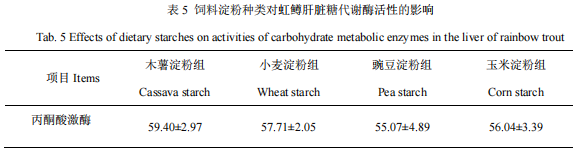 表 5 饲料淀粉种类对虹鳟肝脏糖代谢酶活性的影响
Tab. 5 Effects of dietary starches on activities of carbohydrate metabolic enzymes in the liver of rainbow trout
项目 Items 木薯淀粉组 小麦淀粉组 豌豆淀粉组 玉米淀粉组
Cassava starch Wheat starch Pea starch Corn starch
丙酮酸激酶 59.40±2.97 57.71±2.05 55.07±4.89 56.04±3.39